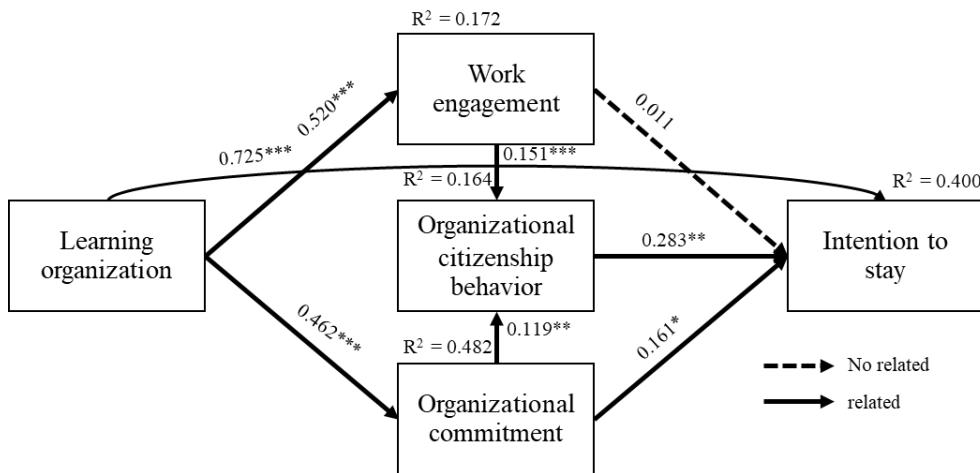 R² = 0.172
Work
engagement
0.520***
0.011
0.725***
0.151***
R² = 0.164
R² = 0.400
Learning
organization
Organizational
citizenship
behavior
0.283**
Intention to
stay
0.462***
0.119**
0.161*
R² = 0.482
Organizational
commitment
No related
related